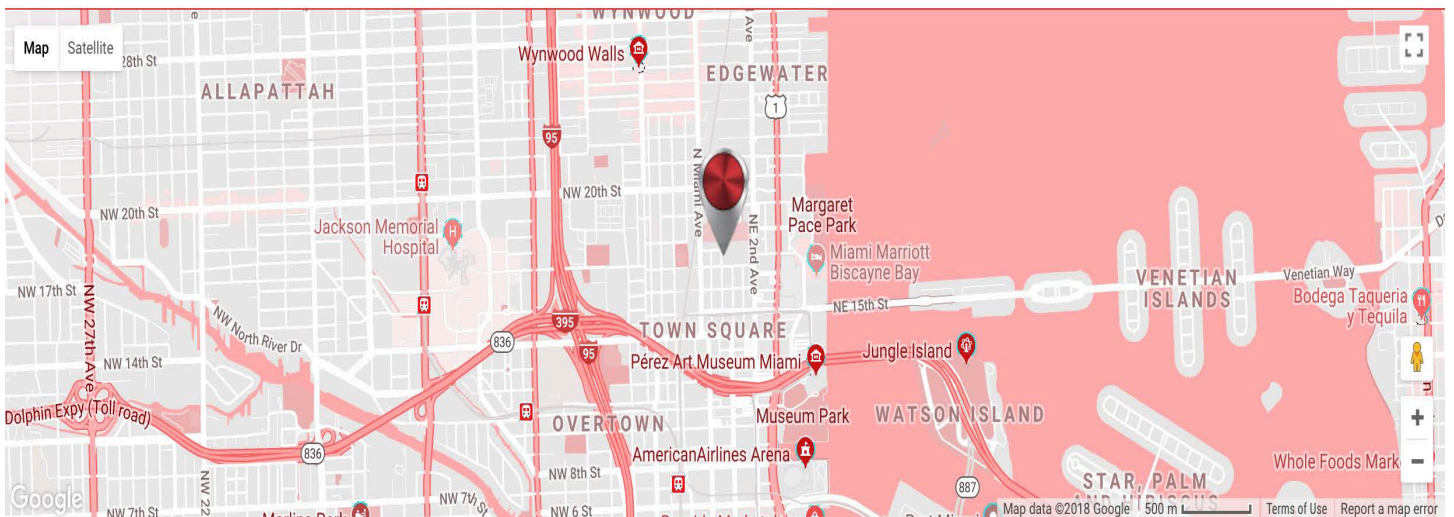 WYNWOOD
Map
Satellite
28th St
Wynwood Walls
EDGEWATER
ALLAPATTAH
1
95
N Miami Ave
NW 20th St
NW 20th St
Jackson Memorial
Hospital
H
Margaret
Pace Park
NE 2nd Ave
Miami Marriott
Biscayne Bay
VENETIAN
ISLANDS
Venetian Way
Bodega Taqueria
y Tequila
NW 17th St
NW 27th Ave
NW North River Dr
NE 15th St
395
TOWN SQUARE
836
95
NW 14th St
Pérez Art Museum Miami
Jungle Island
Dolphin Expy (Toll road)
OVERTOWN
Museum Park
WATSON ISLAND
836
AmericanAirlines Arena
Whole Foods Mark
NW 8th St
NW 22
887
STAR, PALM
AND HIBISCUS
Google
NW 7th St
NW 7th St
NW 6 St
Map data ©2018 Google
500 m
Terms of Use
Report a map error